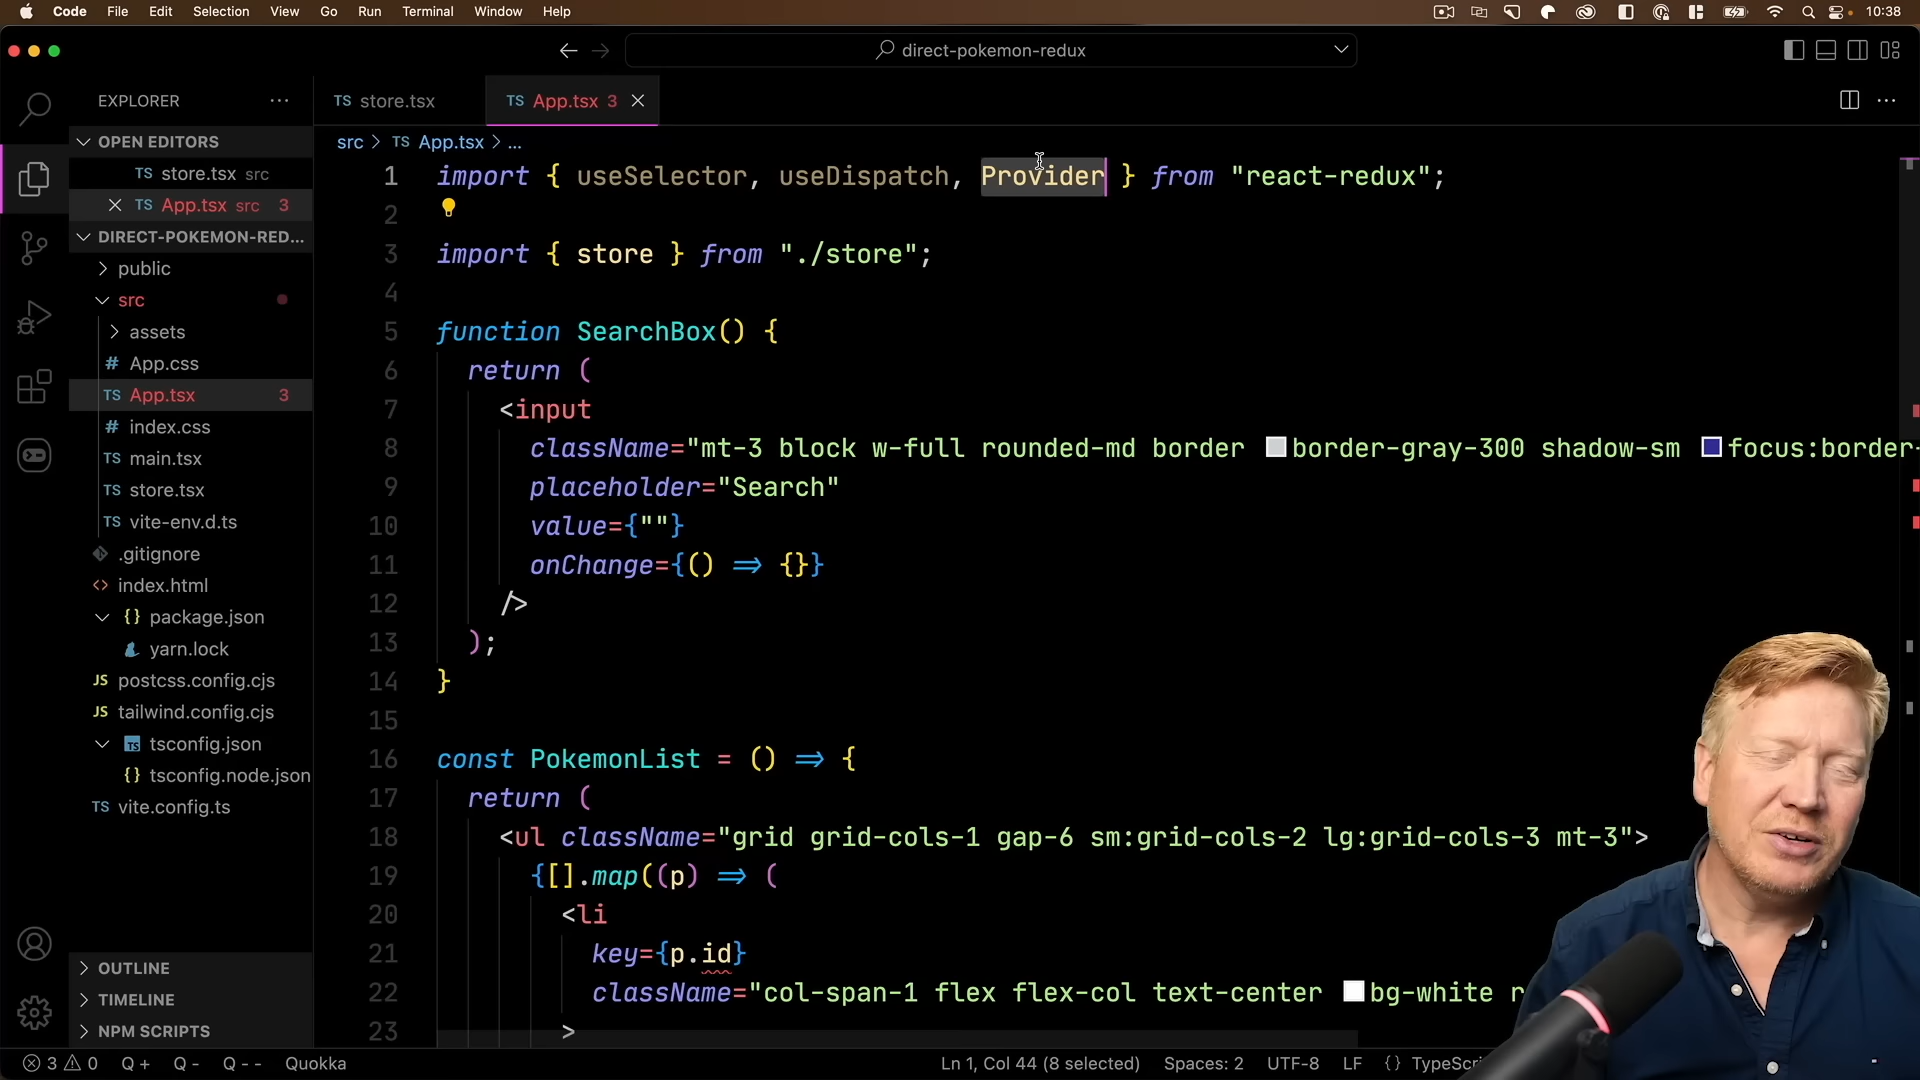 Code File Edit Selection View Go Run Terminal Window Help 10:38
direct-pokemon-redux
EXPLORER
TS store.tsx
TS App.tsx 3
OPEN EDITORS
src > TS App.tsx > ...
TS store.tsx src
TS App.tsx src 3
DIRECT-POKEMON-RED...
public
src
assets
# App.css
TS App.tsx 3
# index.css
TS main.tsx
TS store.tsx
TS vite-env.d.ts
.gitignore
<> index.html
{} package.json
yarn.lock
JS postcss.config.cjs
JS tailwind.config.cjs
TS tsconfig.json
{} tsconfig.node.json
TS vite.config.ts
OUTLINE
TIMELINE
NPM SCRIPTS
1 import { useSelector, useDispatch, Provider } from "react-redux";
2
3 import { store } from "./store";
4
5 function SearchBox() {
6 return (
7 <input
8 className="mt-3 block w-full rounded-md border border-gray-300 shadow-sm focus:border-
9 placeholder="Search"
10 value={""}
11 onChange={() => {}}
12 />
13 );
14 }
15
16 const PokemonList = () => {
17 return (
18 <ul className="grid grid-cols-1 gap-6 sm:grid-cols-2 lg:grid-cols-3 mt-3">
19 {[].map((p) => (
20 <li
21 key={p.id}
22 className="col-span-1 flex flex-col text-center bg-white r
23 >
3 0 Q + Q - Q - - Quokka Ln 1, Col 44 (8 selected) Spaces: 2 UTF-8 LF {} TypeScri